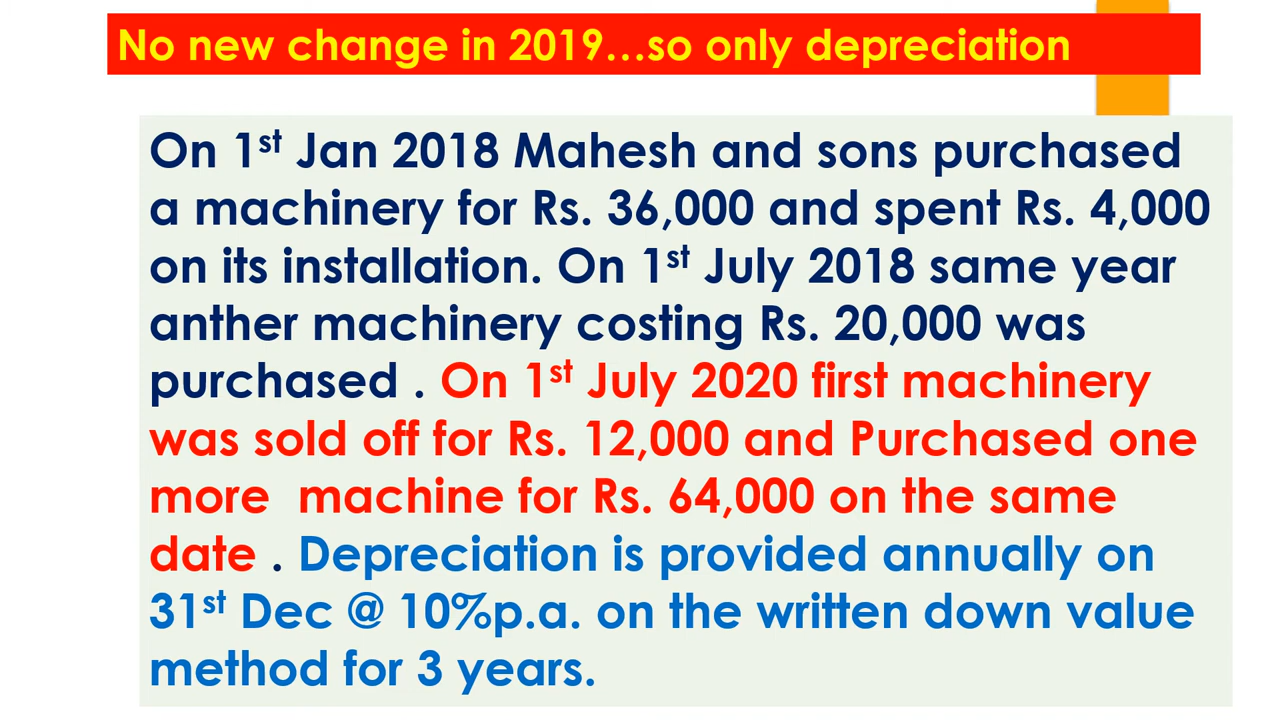 No new change in 2019...so only depreciation
On 1st Jan 2018 Mahesh and sons purchased
a machinery for Rs. 36,000 and spent Rs. 4,000
on its installation. On 1st July 2018 same year
anther machinery costing Rs. 20,000 was
purchased . On 1st July 2020 first machinery
was sold off for Rs. 12,000 and Purchased one
more machine for Rs. 64,000 on the same
date . Depreciation is provided annually on
31st Dec @ 10%p.a. on the written down value
method for 3 years.